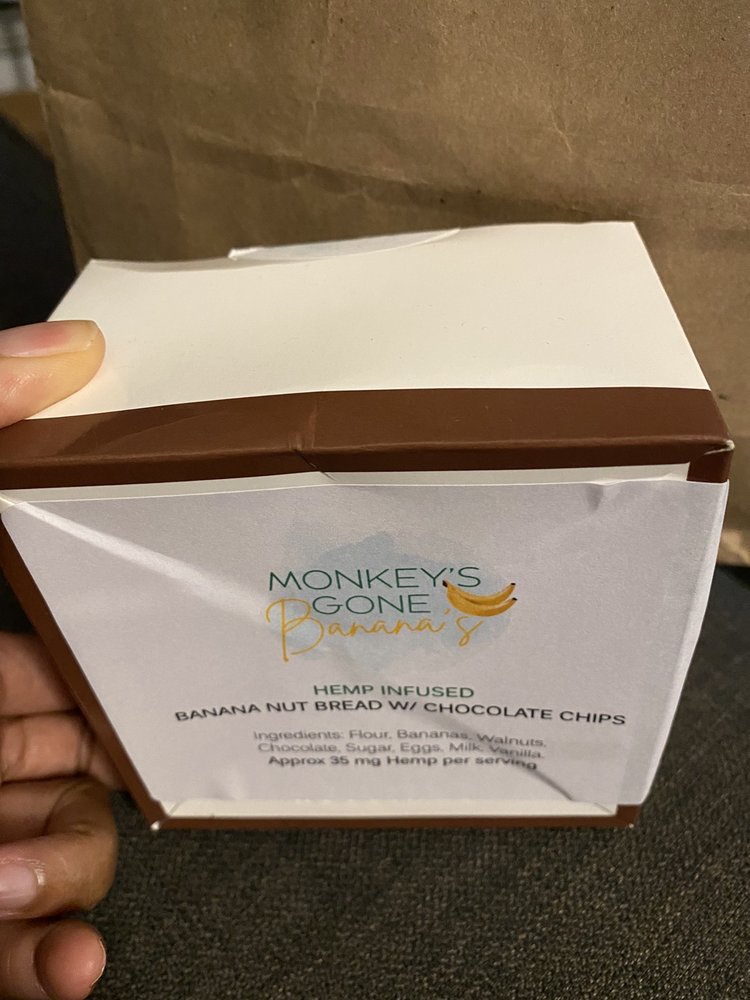 MONKEY'S
GONE
Banana's
HEMP INFUSED
BANANA NUT BREAD W/ CHOCOLATE CHIPS
Ingredients: Flour, Bananas, Walnuts,
Chocolate, Sugar, Eggs, Milk, Vanilla.
Approx 35 mg Hemp per serving